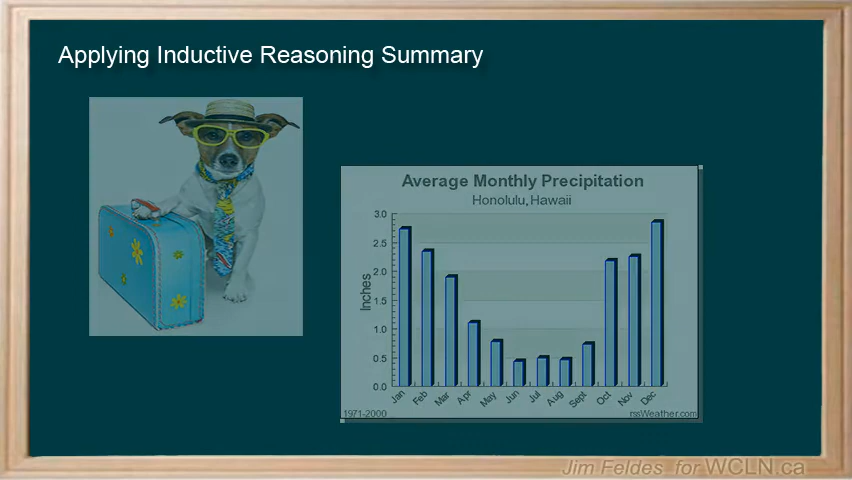 Applying Inductive Reasoning Summary
Average Monthly Precipitation
Honolulu, Hawaii
Inches
3.0
2.5
2.0
1.5
1.0
0.5
0.0
Jan Feb Mar Apr May Jun Jul Aug Sept Oct Nov Dec
1971-2000 rssWeather.com
Jim Feldes for WCLN.ca